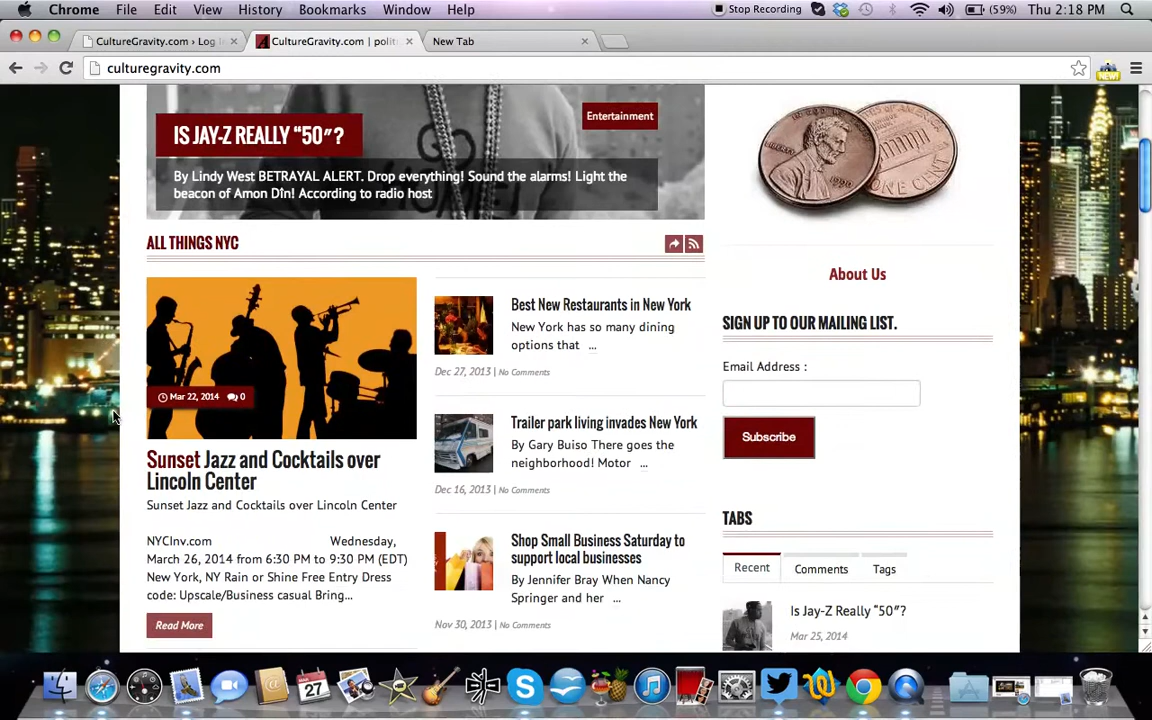 Chrome File Edit View History Bookmarks Window Help
Stop Recording
(59%) Thu 2:18 PM
CultureGravity.com › Log I
CultureGravity.com | polit
New Tab
culturegravity.com
NEW!
Entertainment
IS JAY-Z REALLY “50″?
By Lindy West BETRAYAL ALERT. Drop everything! Sound the alarms! Light the
beacon of Amon Dîn! According to radio host
ALL THINGS NYC
Mar 22, 2014 0
Sunset Jazz and Cocktails over
Lincoln Center
Sunset Jazz and Cocktails over Lincoln Center
NYCInv.com Wednesday,
March 26, 2014 from 6:30 PM to 9:30 PM (EDT)
New York, NY Rain or Shine Free Entry Dress
code: Upscale/Business casual Bring...
Read More
Best New Restaurants in New York
New York has so many dining
options that ...
Dec 27, 2013 | No Comments
Trailer park living invades New York
By Gary Buiso There goes the
neighborhood! Motor ...
Dec 16, 2013 | No Comments
Shop Small Business Saturday to
support local businesses
By Jennifer Bray When Nancy
Springer and her ...
Nov 30, 2013 | No Comments
1990
ONE CENT
About Us
SIGN UP TO OUR MAILING LIST.
Email Address :
Subscribe
TABS
Recent Comments Tags
Is Jay-Z Really “50″?
Mar 25, 2014
27